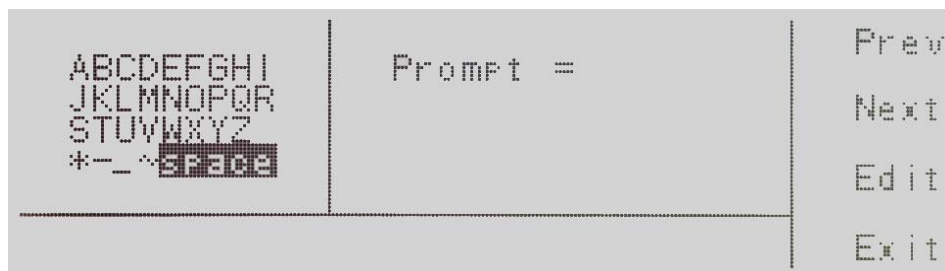 ABCDEFGHI
JKLMNOPQR
STUVWXYZ
*-_~space
Prompt =
Prev
Next
Edit
Exit